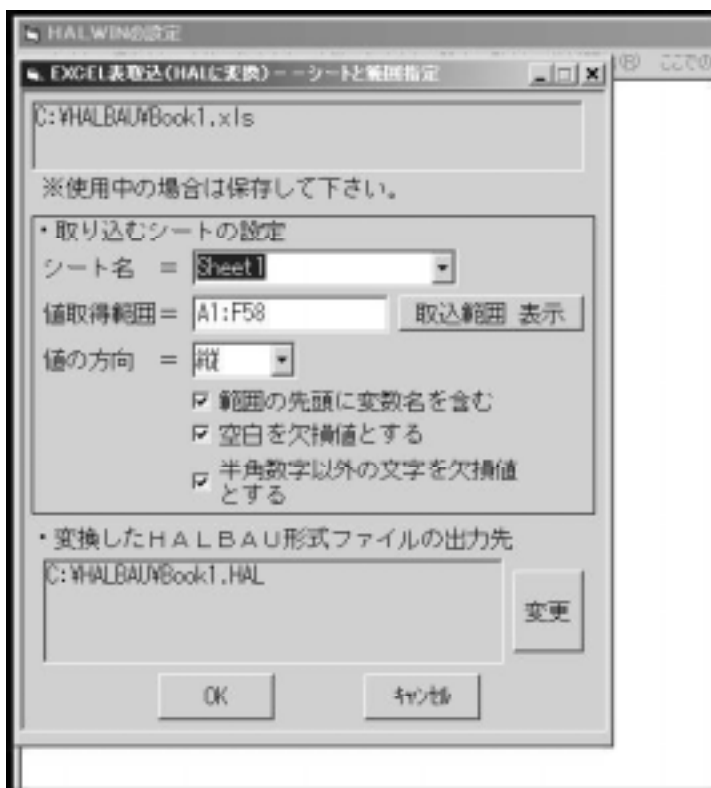 HALWINの設定
EXCEL表取込(HALに変換)--シートと範囲指定
(B) ここでの
C:¥HALBAU¥Book1.xls
※使用中の場合は保存して下さい。
・取り込むシートの設定
シート名 = Sheet1
値取得範囲= A1:F58 取込範囲 表示
値の方向 = 縦
範囲の先頭に変数名を含む
空白を欠損値とする
半角数字以外の文字を欠損値
とする
・変換したHALBAU形式ファイルの出力先
C:¥HALBAU¥Book1.HAL
変更
OK キャンセル